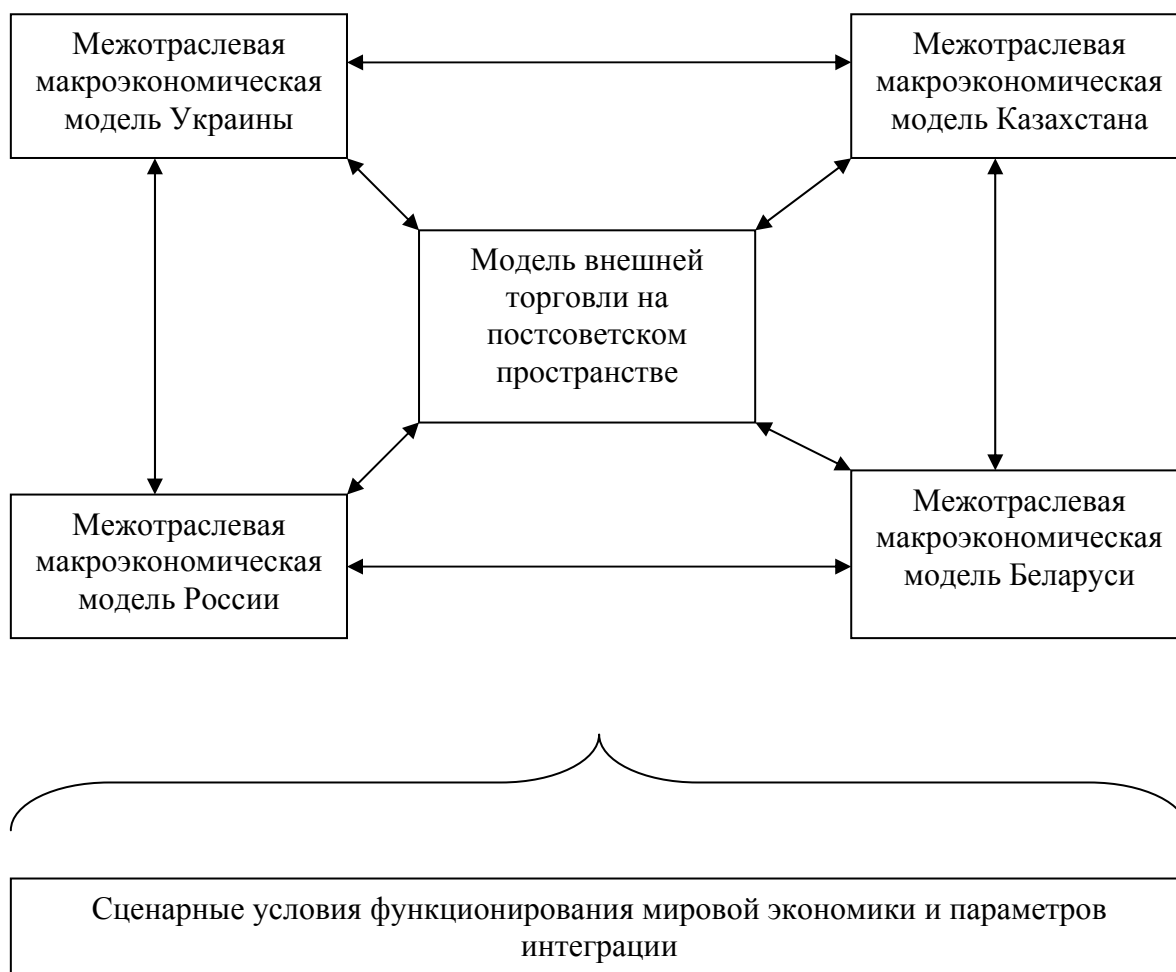 Межотраслевая
макроэкономическая
модель Украины
Межотраслевая
макроэкономическая
модель Казахстана
Модель внешней
торговли на
постсоветском
пространстве
Межотраслевая
макроэкономическая
модель России
Межотраслевая
макроэкономическая
модель Беларуси
Сценарные условия функционирования мировой экономики и параметров
интеграции